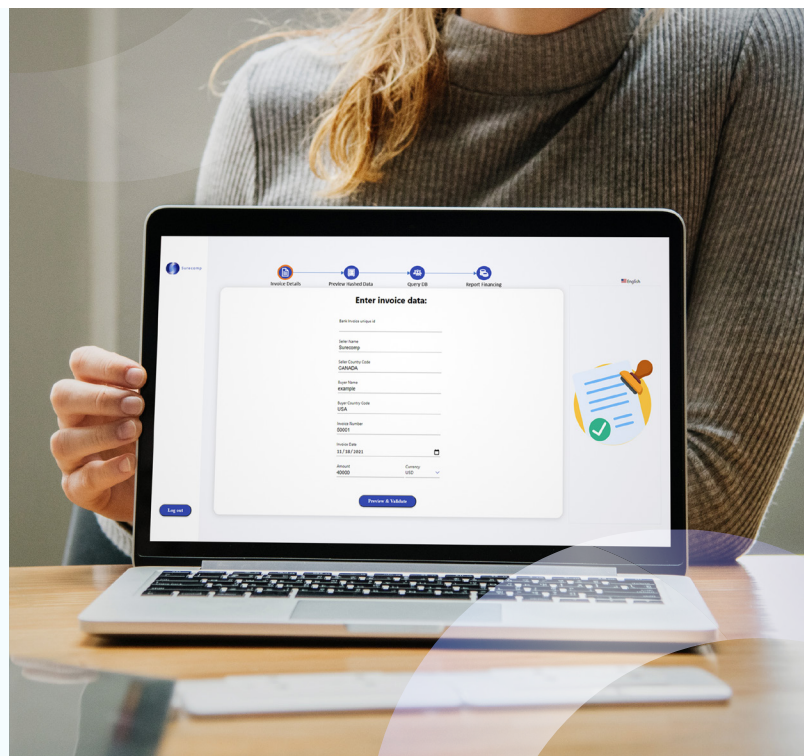 surecomp
Invoice Details
Preview Hashed Data
Query DB
Report Financing
English
Enter invoice data:
Bank invoice unique id
Seller Name
Surecomp
Seller Country Code
CANADA
Buyer Name
example
Buyer Country Code
USA
Invoice Number
50001
Invoice Date
11/18/2021
Amount
40000
Currency
USD
Preview & Validate
Log out